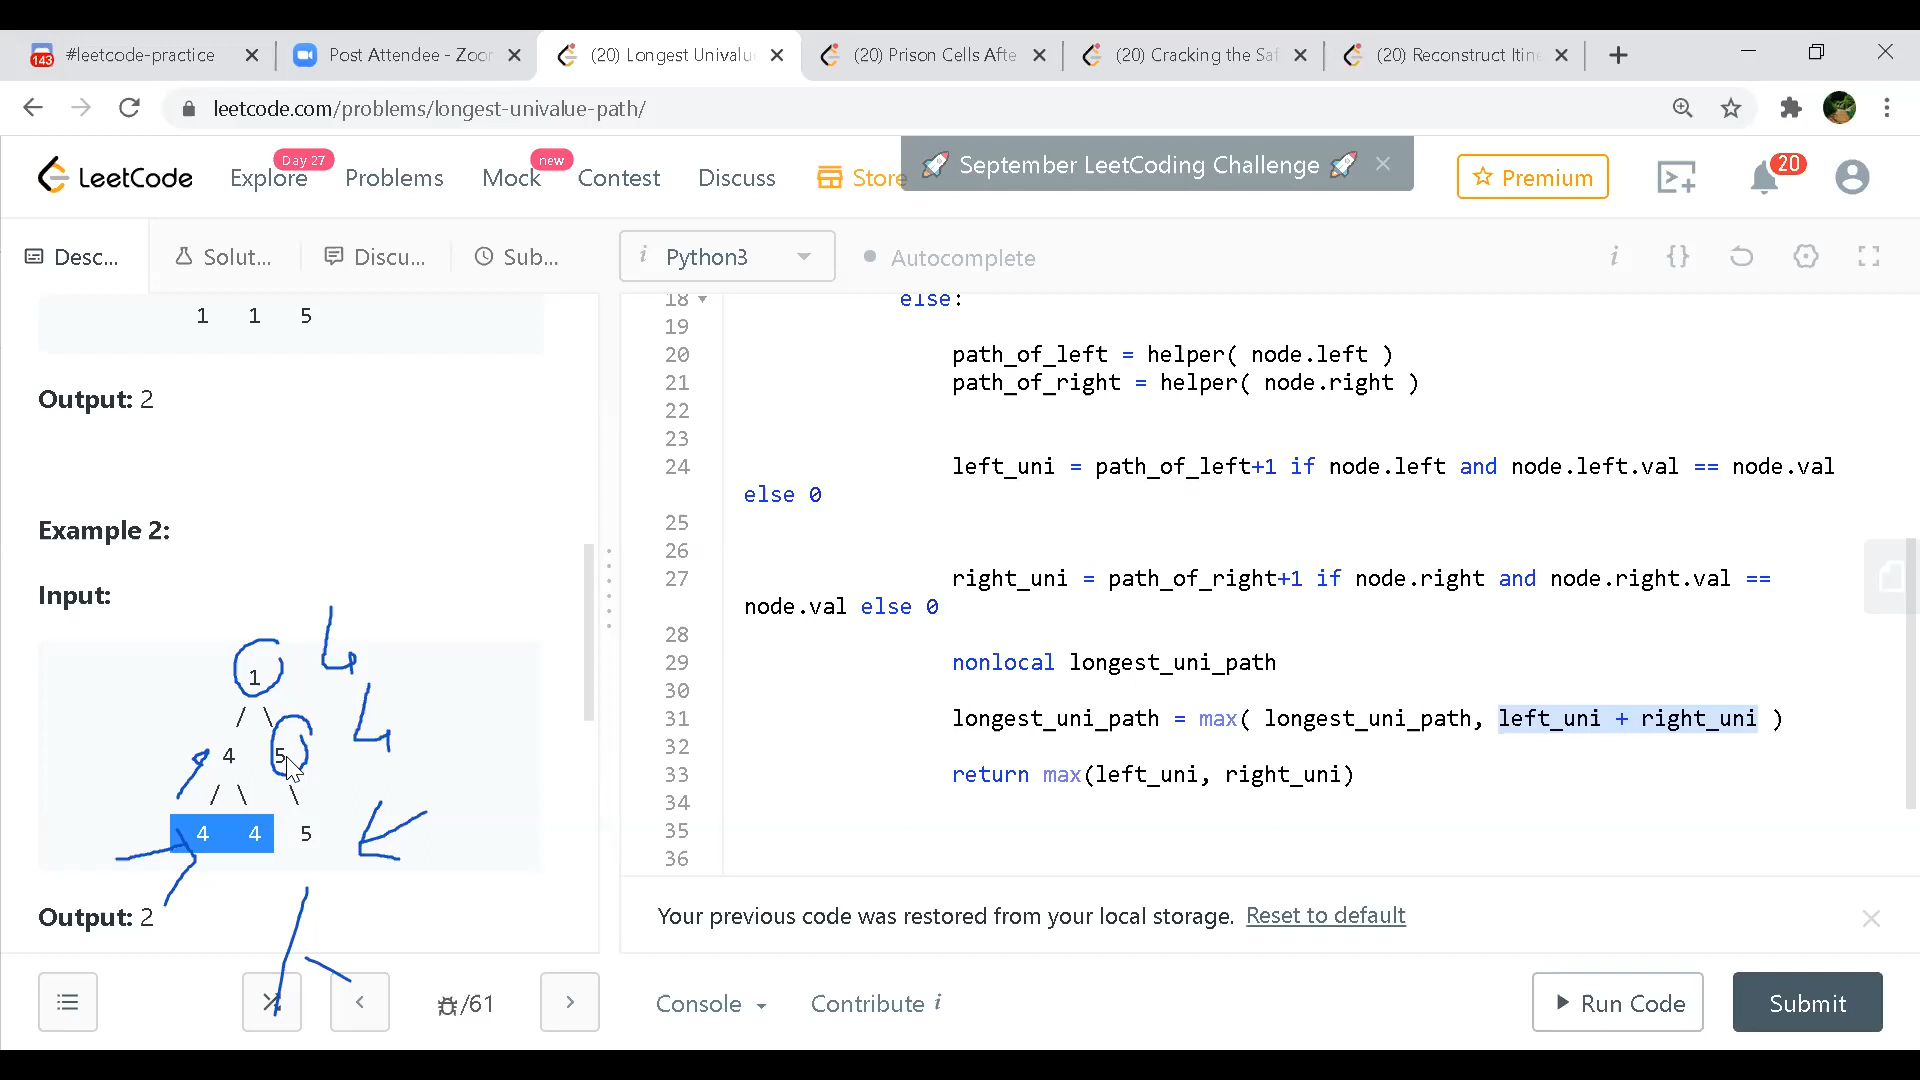 143
#leetcode-practice
Post Attendee - Zoo
(20) Longest Univalu
(20) Prison Cells Afte
(20) Cracking the Sa
(20) Reconstruct Itin
leetcode.com/problems/longest-univalue-path/
LeetCode
Explore
Day 27
Problems
Mock
new
Contest
Discuss
Store
🚀 September LeetCoding Challenge 🚀
Premium
20
Desc...
Solut...
Discu...
Sub...
i Python3
Autocomplete
i {}
1 1 5
Output: 2
Example 2:
Input:
1
/ \
4 5
/ \ \
4 4 5
Output: 2
L
L
18 else:
19
20 path_of_left = helper( node.left )
21 path_of_right = helper( node.right )
22
23
24 left_uni = path_of_left+1 if node.left and node.left.val == node.val
else 0
25
26
27 right_uni = path_of_right+1 if node.right and node.right.val ==
node.val else 0
28
29 nonlocal longest_uni_path
30
31 longest_uni_path = max( longest_uni_path, left_uni + right_uni )
32
33 return max(left_uni, right_uni)
34
35
36
Your previous code was restored from your local storage. Reset to default
/61
Console
Contribute i
Run Code
Submit